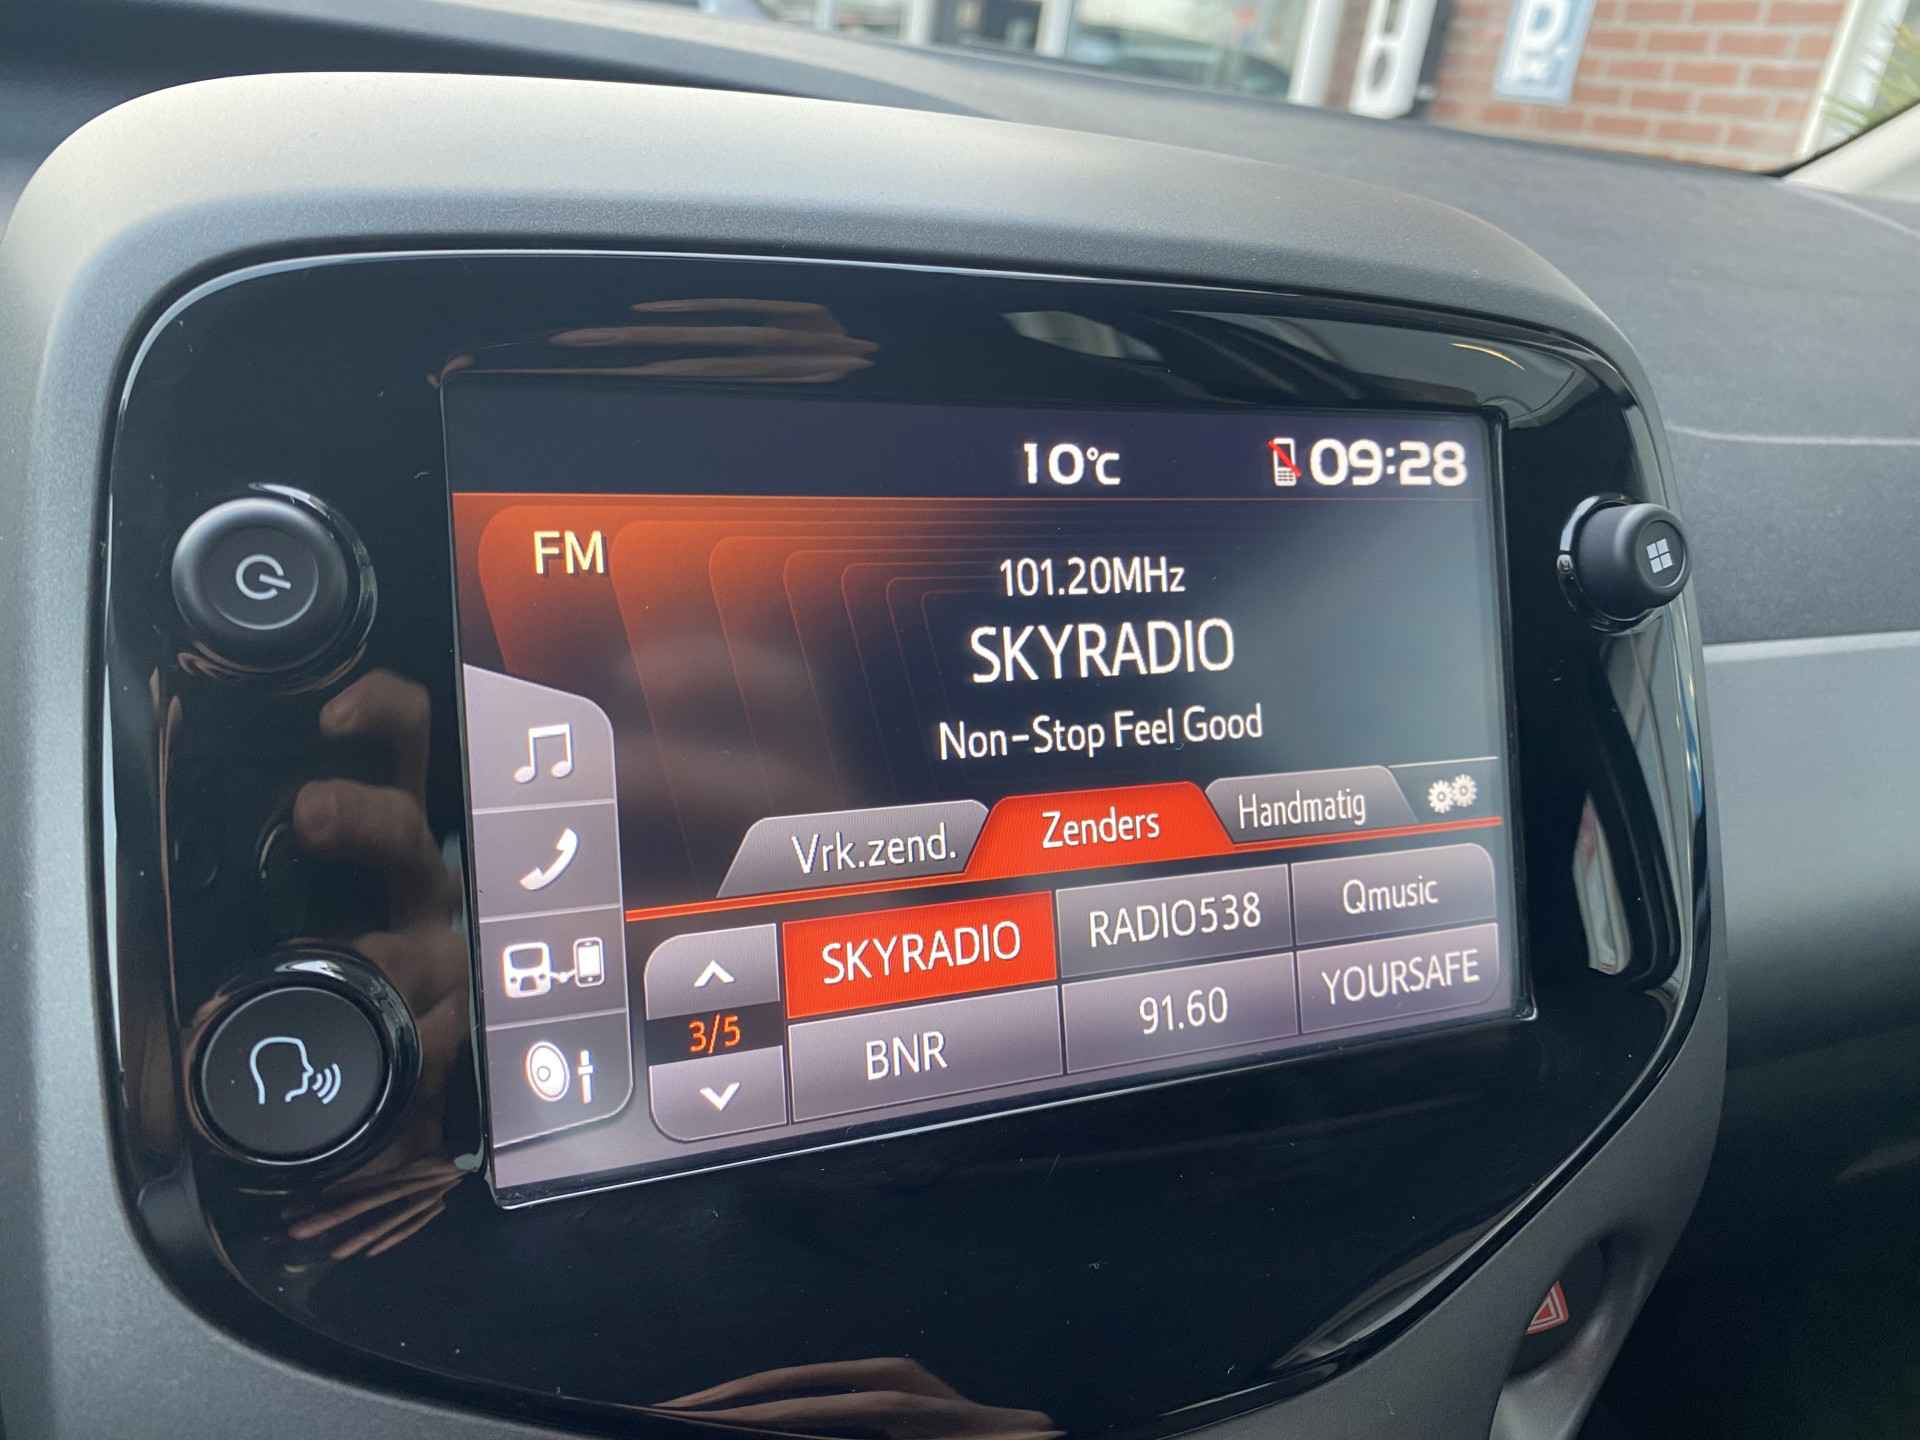 10°C 09:28
FM
101.20MHz
SKYRADIO
Non-Stop Feel Good
Vrk.zend. Zenders Handmatig
SKYRADIO RADIO538 Qmusic
3/5
BNR 91.60 YOURSAFE